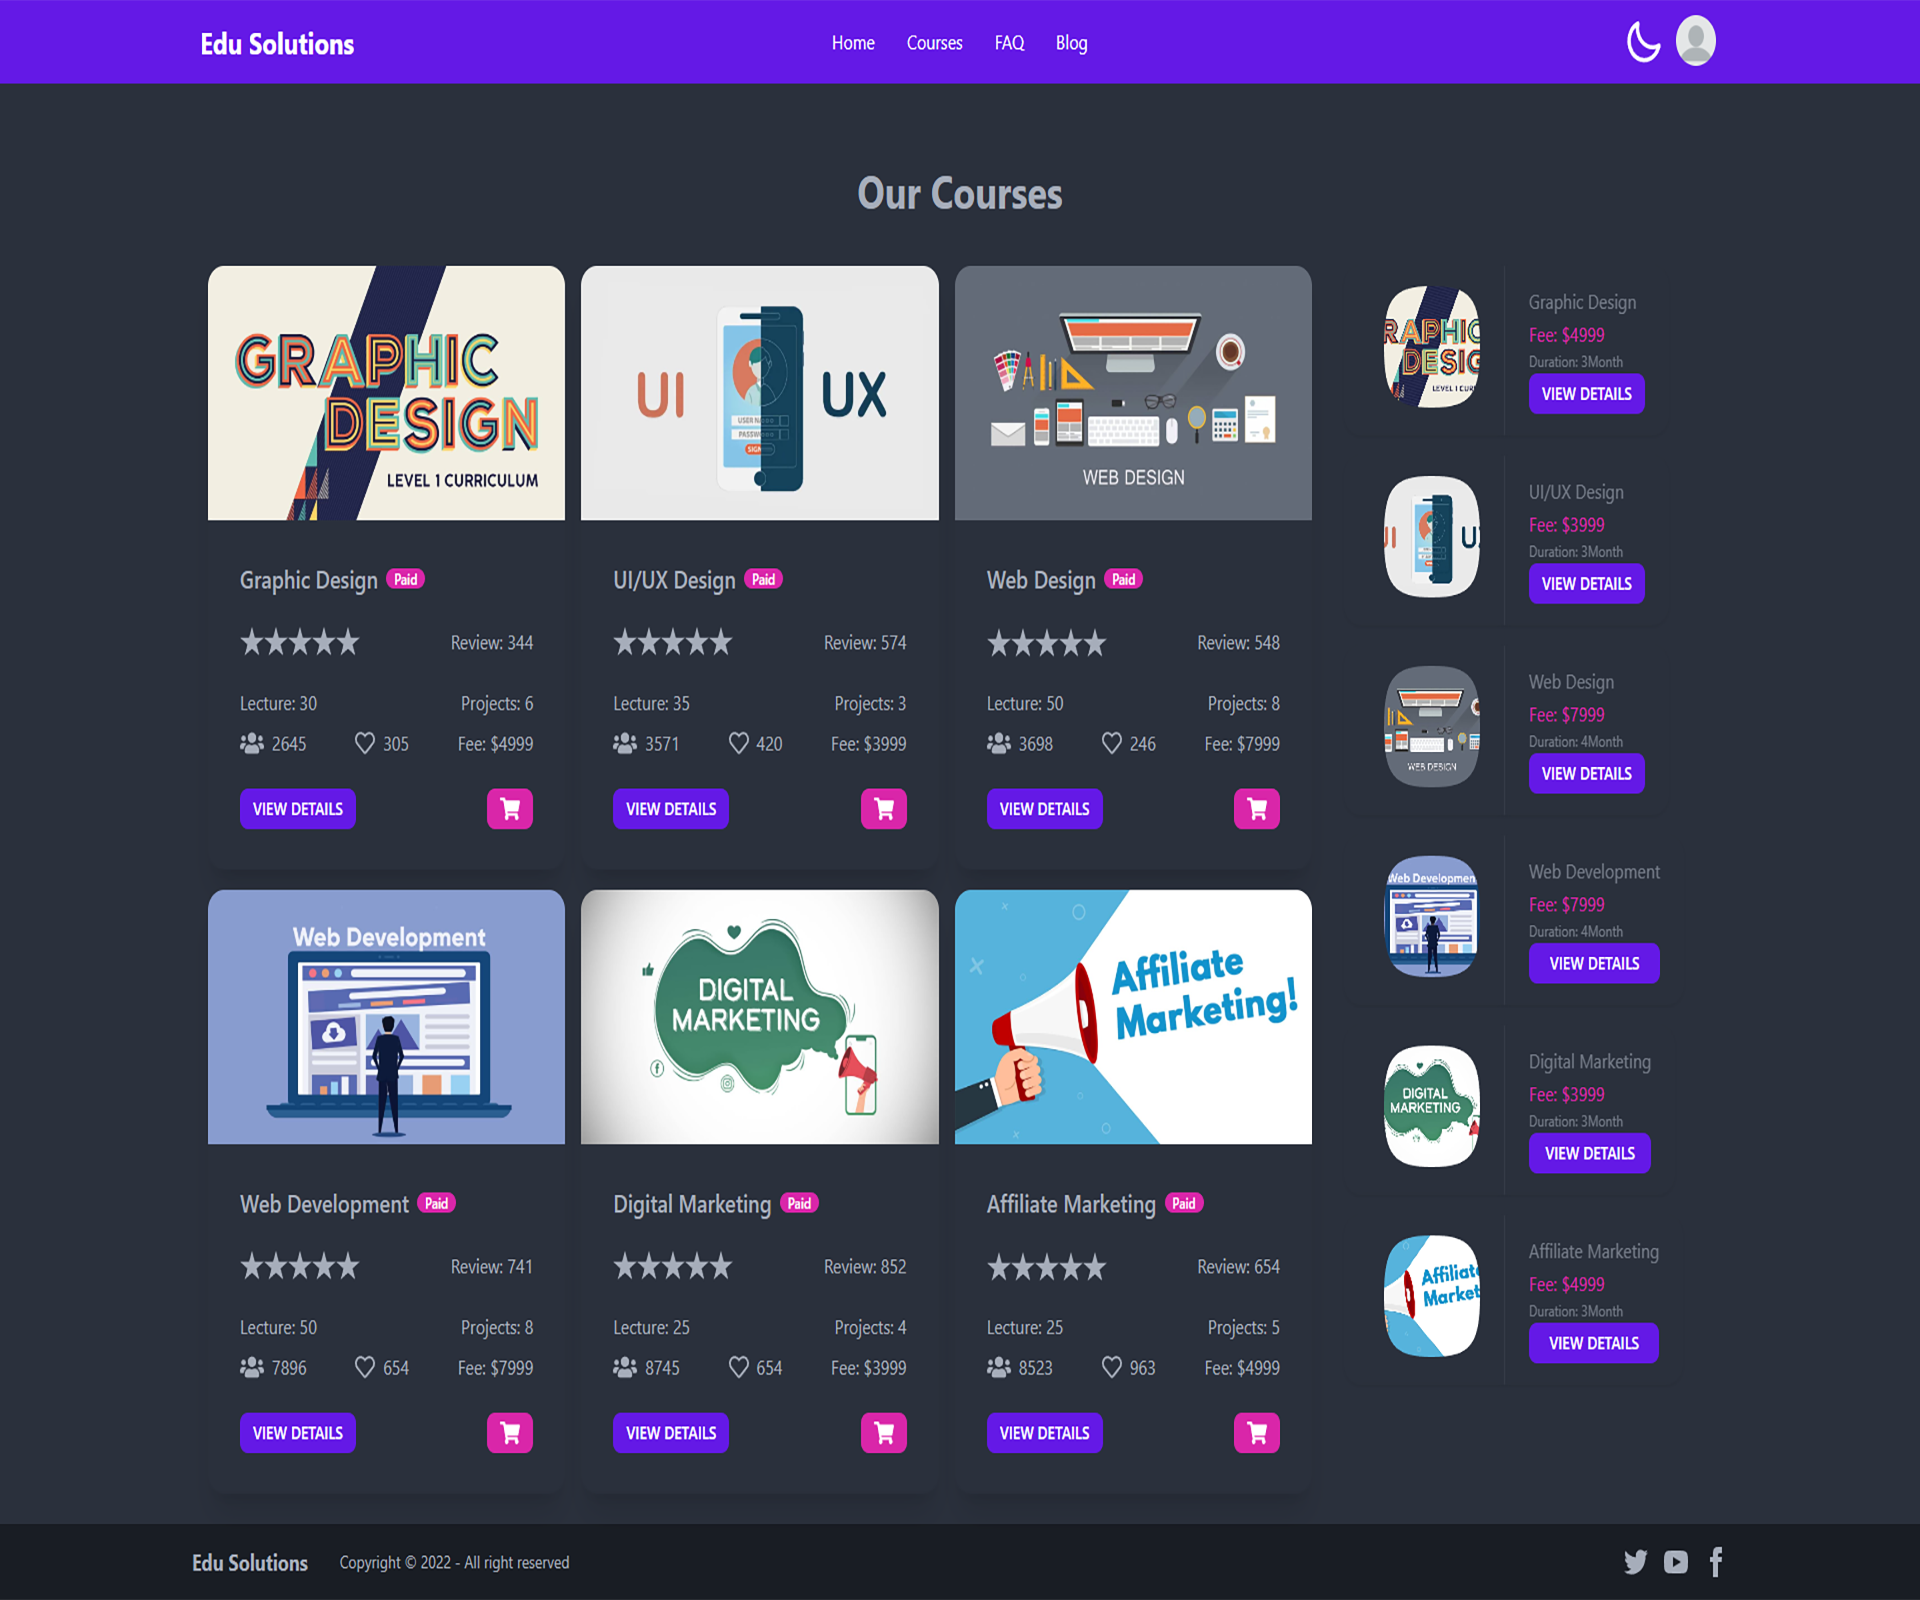 Edu Solutions
Home Courses FAQ Blog
Our Courses
GRAPHIC
DESIGN
LEVEL 1 CURRICULUM
Graphic Design Paid
Review: 344
Lecture: 30 Projects: 6
2645 305 Fee: $4999
VIEW DETAILS
UI UX
UI/UX Design Paid
Review: 574
Lecture: 35 Projects: 3
3571 420 Fee: $3999
VIEW DETAILS
WEB DESIGN
Web Design Paid
Review: 548
Lecture: 50 Projects: 8
3698 246 Fee: $7999
VIEW DETAILS
Web Development
Web Development Paid
Review: 741
Lecture: 50 Projects: 8
7896 654 Fee: $7999
VIEW DETAILS
DIGITAL
MARKETING
Digital Marketing Paid
Review: 852
Lecture: 25 Projects: 4
8745 654 Fee: $3999
VIEW DETAILS
Affiliate
Marketing!
Affiliate Marketing Paid
Review: 654
Lecture: 25 Projects: 5
8523 963 Fee: $4999
VIEW DETAILS
Graphic Design
Fee: $4999
Duration: 3Month
VIEW DETAILS
UI/UX Design
Fee: $3999
Duration: 3Month
VIEW DETAILS
WEB DESIGN
Web Design
Fee: $7999
Duration: 4Month
VIEW DETAILS
Web Development
Web Development
Fee: $7999
Duration: 4Month
VIEW DETAILS
DIGITAL
MARKETING
Digital Marketing
Fee: $3999
Duration: 3Month
VIEW DETAILS
Affiliate Marketing
Fee: $4999
Duration: 3Month
VIEW DETAILS
Edu Solutions Copyright © 2022 - All right reserved